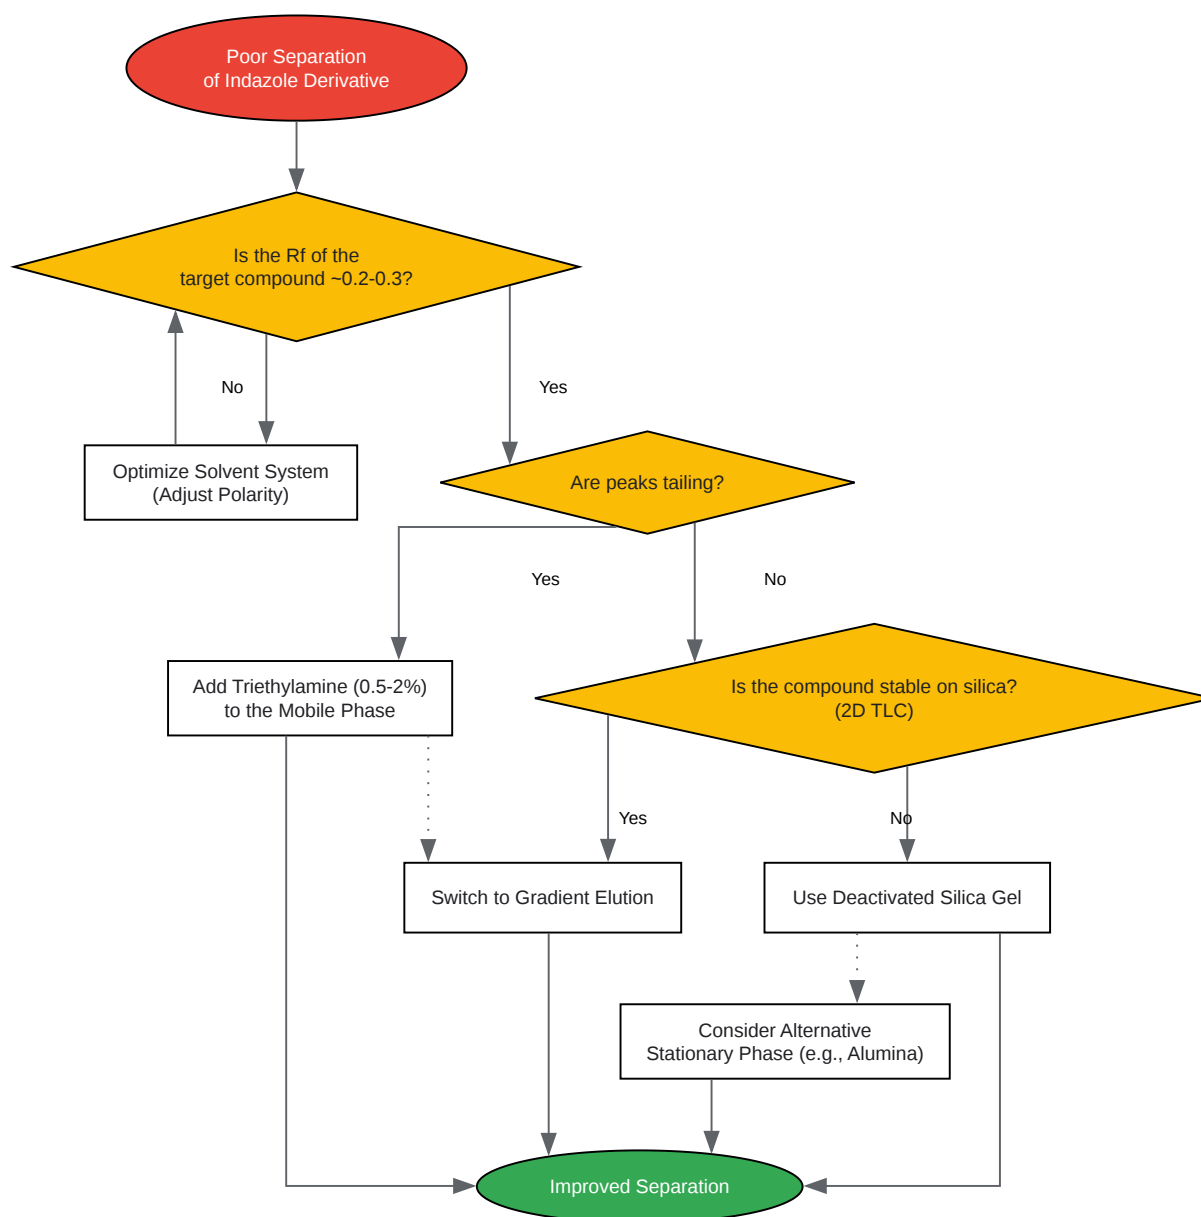 Poor Separation
of Indazole Derivative
Is the Rf of the
target compound ~0.2-0.3?
No
Yes
Optimize Solvent System
(Adjust Polarity)
Are peaks tailing?
Yes
No
Add Triethylamine (0.5-2%)
to the Mobile Phase
Is the compound stable on silica?
(2D TLC)
Yes
No
Switch to Gradient Elution
Use Deactivated Silica Gel
Consider Alternative
Stationary Phase (e.g., Alumina)
Improved Separation